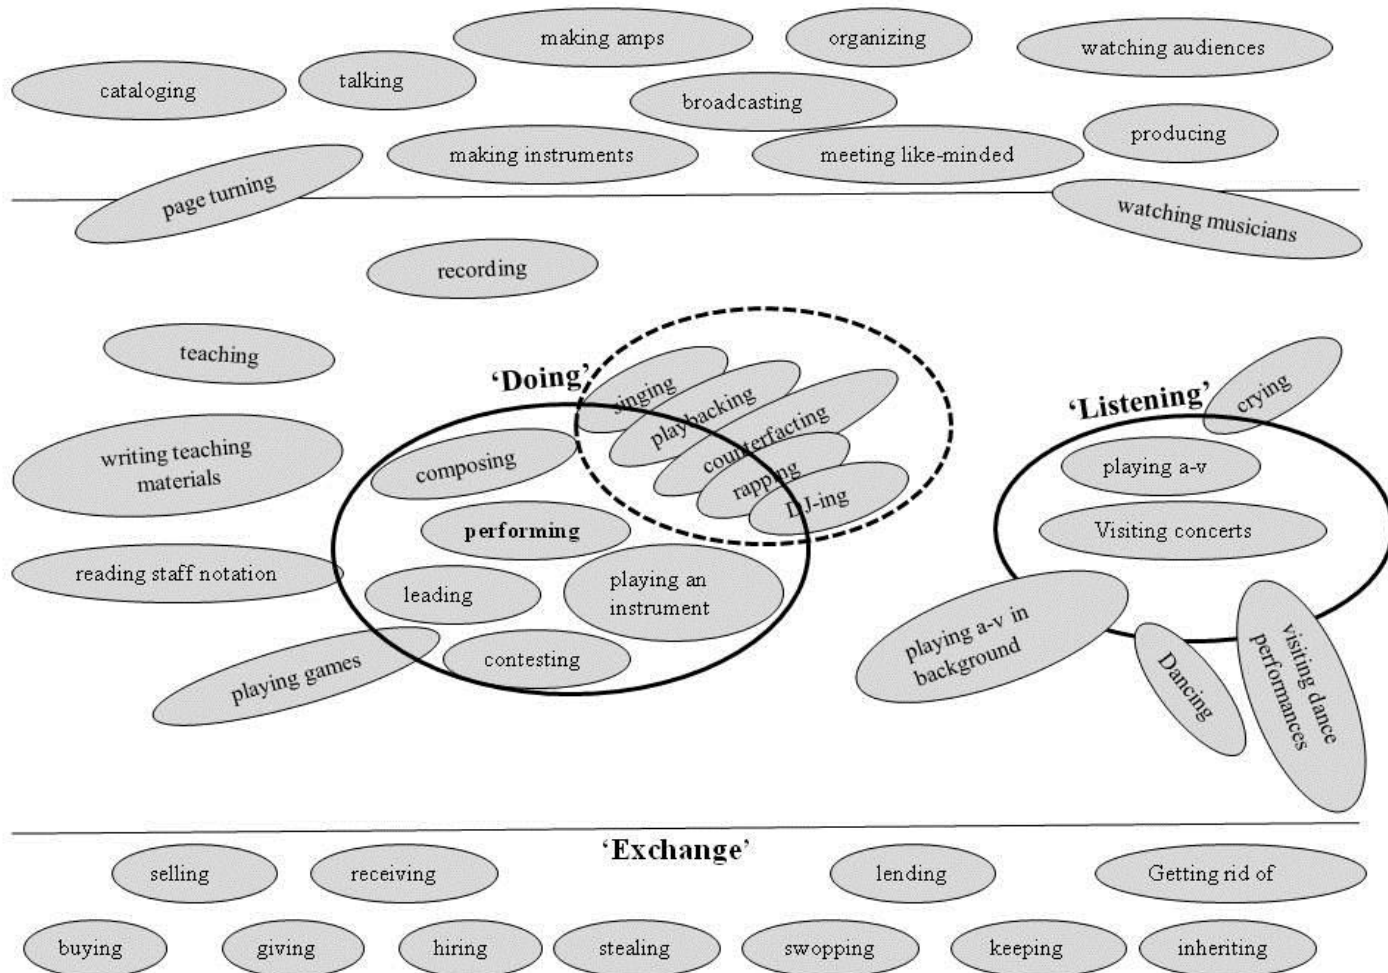 making amps
organizing
watching audiences
cataloging
talking
broadcasting
producing
making instruments
meeting like-minded
page turning
watching musicians
recording
teaching
‘Doing’
singing
playbacking
counterfacting
rapping
DJ-ing
‘Listening’
crying
writing teaching
materials
composing
playing a-v
performing
Visiting concerts
reading staff notation
leading
playing an
instrument
playing games
contesting
playing a-v in
background
Dancing
visiting dance
performances
‘Exchange’
selling
receiving
lending
Getting rid of
buying
giving
hiring
stealing
swopping
keeping
inheriting